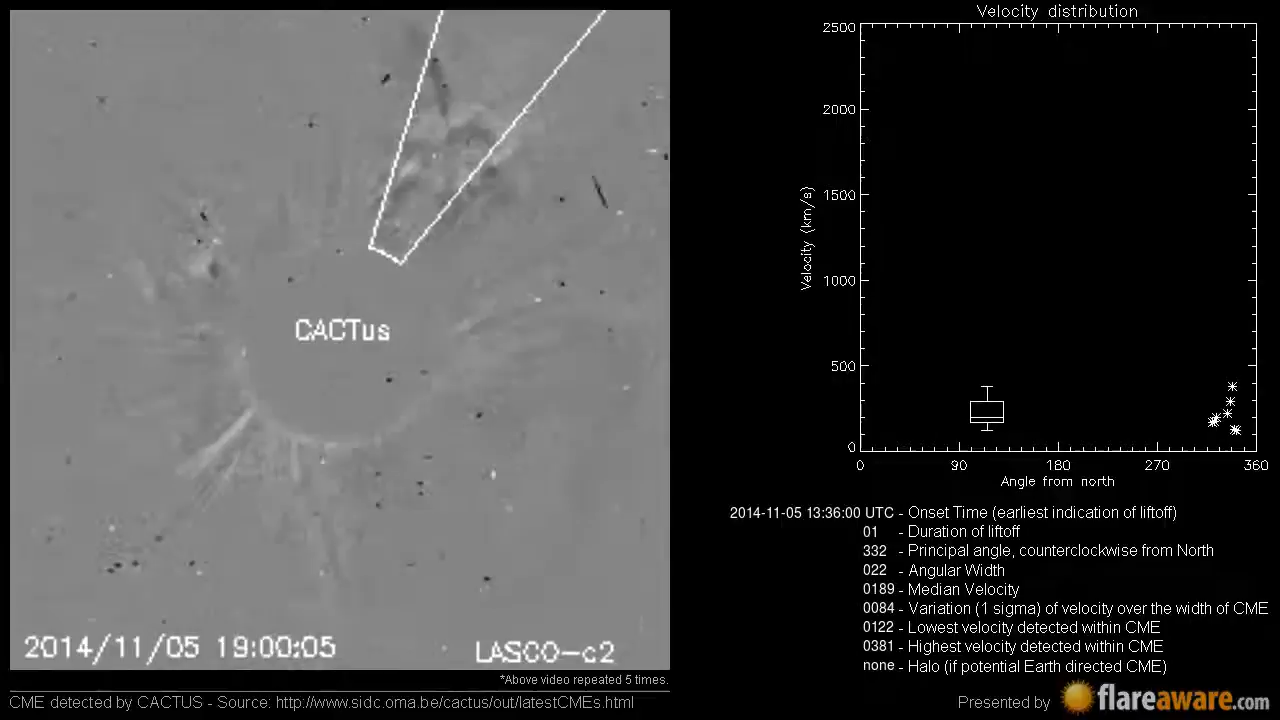 CACTus
2014/11/05 19:00:05
LASCO-c2
*Above video repeated 5 times.
CME detected by CACTUS - Source: http://www.sidc.oma.be/cactus/out/latestCMEs.html
Velocity distribution
2500
2000
1500
1000
500
0
Velocity (km/s)
0 90 180 270 360
Angle from north
2014-11-05 13:36:00 UTC - Onset Time (earliest indication of liftoff)
01 - Duration of liftoff
332 - Principal angle, counterclockwise from North
022 - Angular Width
0189 - Median Velocity
0084 - Variation (1 sigma) of velocity over the width of CME
0122 - Lowest velocity detected within CME
0381 - Highest velocity detected within CME
none - Halo (if potential Earth directed CME)
Presented by flareaware.com